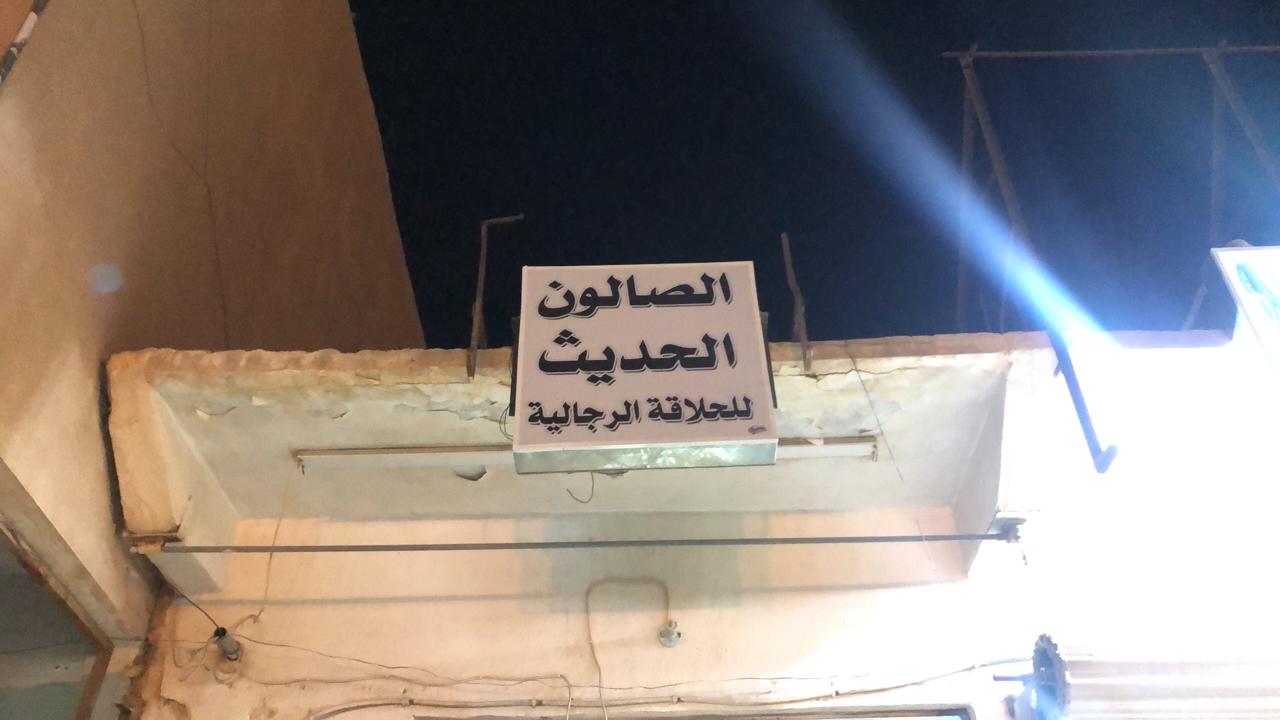 الصالون
الحديث
للحلاقة الرجالية